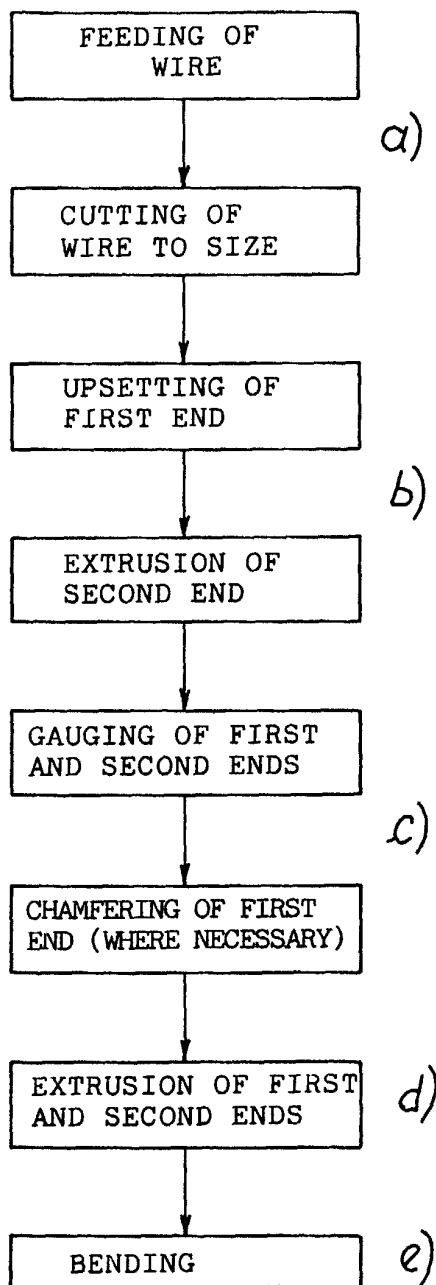 FEEDING OF
WIRE
a)
CUTTING OF
WIRE TO SIZE
UPSETTING OF
FIRST END
b)
EXTRUSION OF
SECOND END
GAUGING OF FIRST
AND SECOND ENDS
c)
CHAMFERING OF FIRST
END (WHERE NECESSARY)
EXTRUSION OF FIRST
AND SECOND ENDS
d)
BENDING
e)